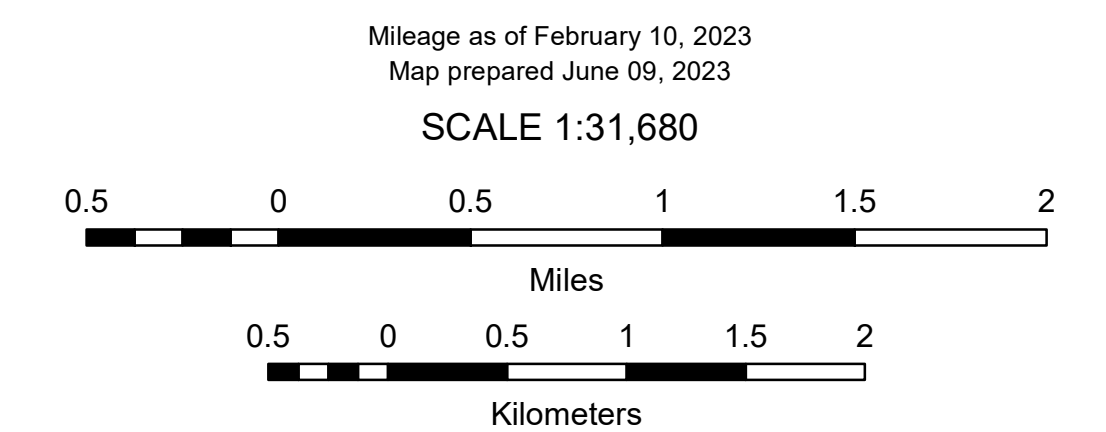 Mileage as of February 10, 2023
Map prepared June 09, 2023
SCALE 1:31,680
0.5 0 0.5 1 1.5 2
Miles
0.5 0 0.5 1 1.5 2
Kilometers